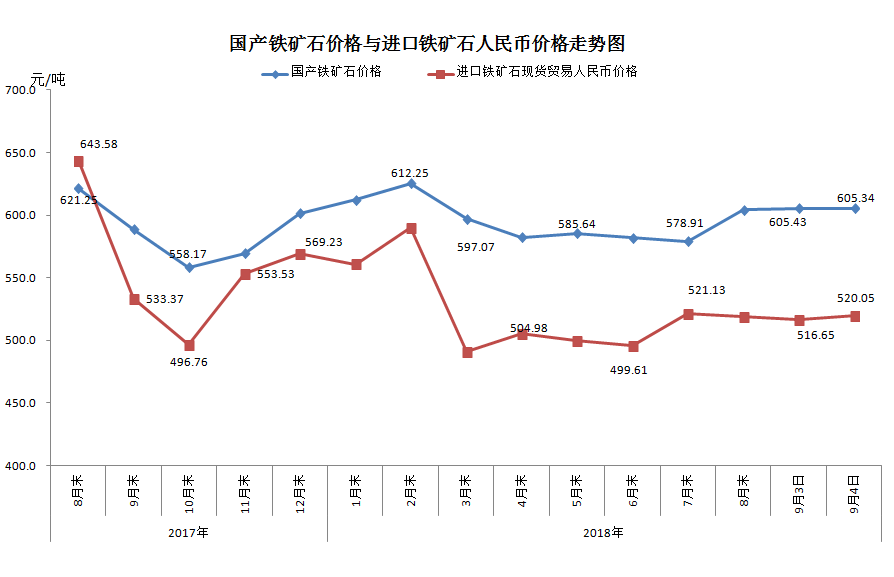 国产铁矿石价格与进口铁矿石人民币价格走势图
元/吨
国产铁矿石价格
进口铁矿石现货贸易人民币价格
700.0
650.0
600.0
550.0
500.0
450.0
400.0
643.58
621.25
533.37
558.17
496.76
553.53
569.23
612.25
597.07
504.98
585.64
499.61
578.91
521.13
605.43
516.65
605.34
520.05
8月末
9月末
10月末
11月末
12月末
1月末
2月末
3月末
4月末
5月末
6月末
7月末
8月末
9月3日
9月4日
2017年
2018年